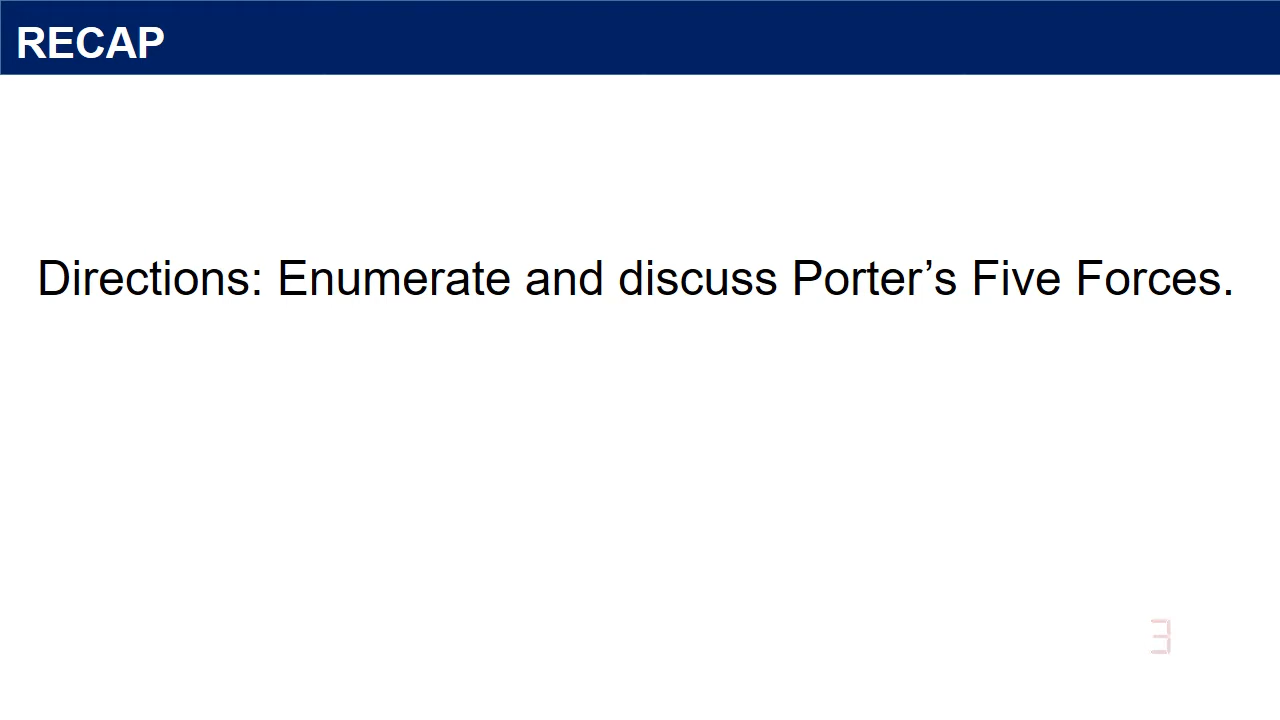 RECAP
Directions: Enumerate and discuss Porter’s Five Forces.
3